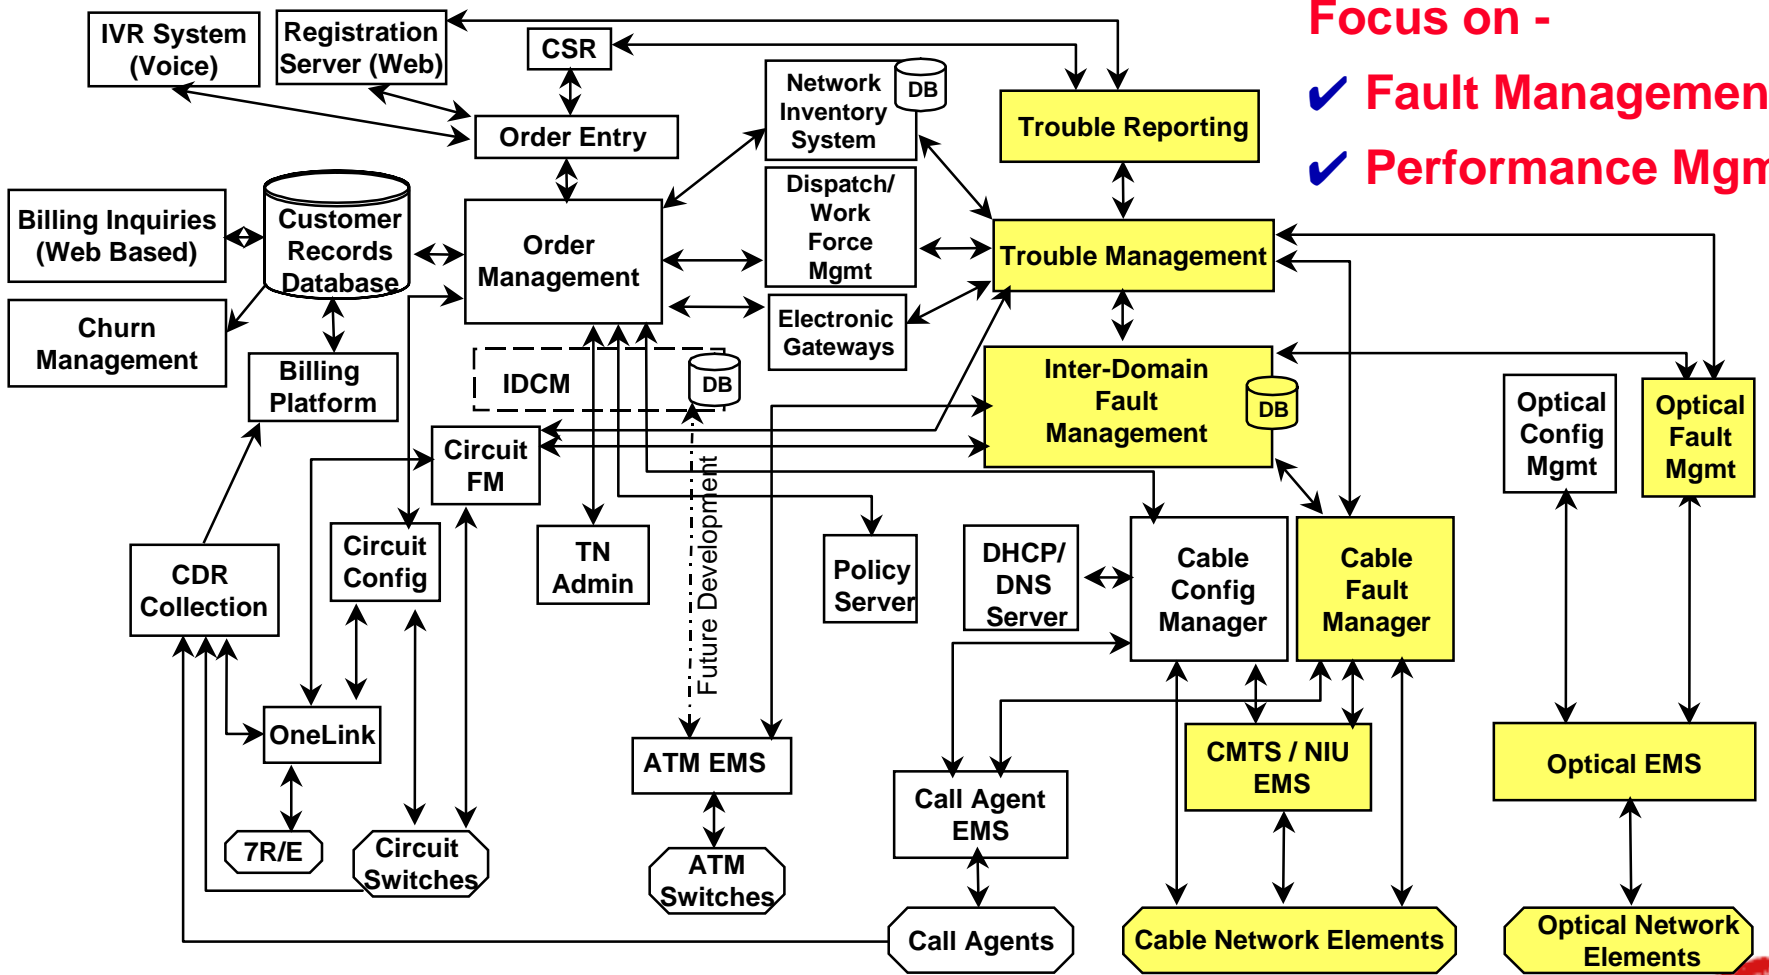 Focus on -
✔ Fault Managemen
✔ Performance Mgm
IVR System
(Voice)
Registration
Server (Web)
CSR
Network
Inventory
System
DB
Trouble Reporting
Order Entry
Billing Inquiries
(Web Based)
Customer
Records
Database
Order
Management
Dispatch/
Work
Force
Mgmt
Trouble Management
Churn
Management
Electronic
Gateways
Billing
Platform
IDCM
DB
Inter-Domain
Fault
Management
DB
Optical
Config
Mgmt
Optical
Fault
Mgmt
Circuit
FM
Future Development
CDR
Collection
Circuit
Config
TN
Admin
Policy
Server
DHCP/
DNS
Server
Cable
Config
Manager
Cable
Fault
Manager
OneLink
ATM EMS
Call Agent
EMS
CMTS / NIU
EMS
Optical EMS
7R/E
Circuit
Switches
ATM
Switches
Call Agents
Cable Network Elements
Optical Network
Elements